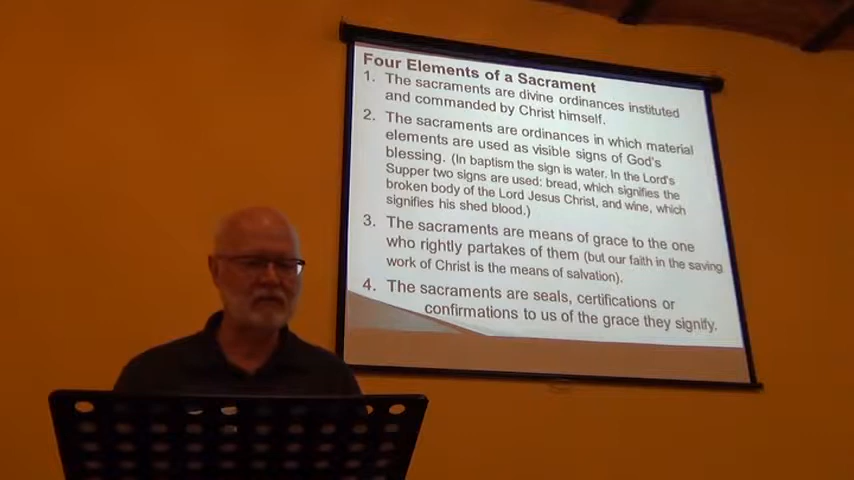 Four Elements of a Sacrament
1. The sacraments are divine ordinances instituted
and commanded by Christ himself.
2. The sacraments are ordinances in which material
elements are used as visible signs of God's
blessing. (In baptism the sign is water. In the Lord's
Supper two signs are used: bread, which signifies the
broken body of the Lord Jesus Christ, and wine, which
signifies his shed blood.)
3. The sacraments are means of grace to the one
who rightly partakes of them (but our faith in the saving
work of Christ is the means of salvation).
4. The sacraments are seals, certifications or
confirmations to us of the grace they signify.